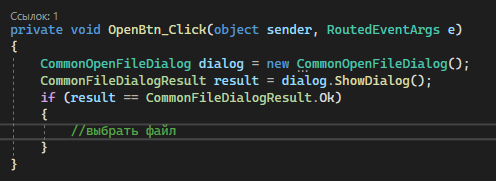 Ссылок: 1
private void OpenBtn_Click(object sender, RoutedEventArgs e)
{
CommonOpenFileDialog dialog = new CommonOpenFileDialog();
CommonFileDialogResult result = dialog.ShowDialog();
if (result == CommonFileDialogResult.Ok)
{
//выбрать файл
}
}